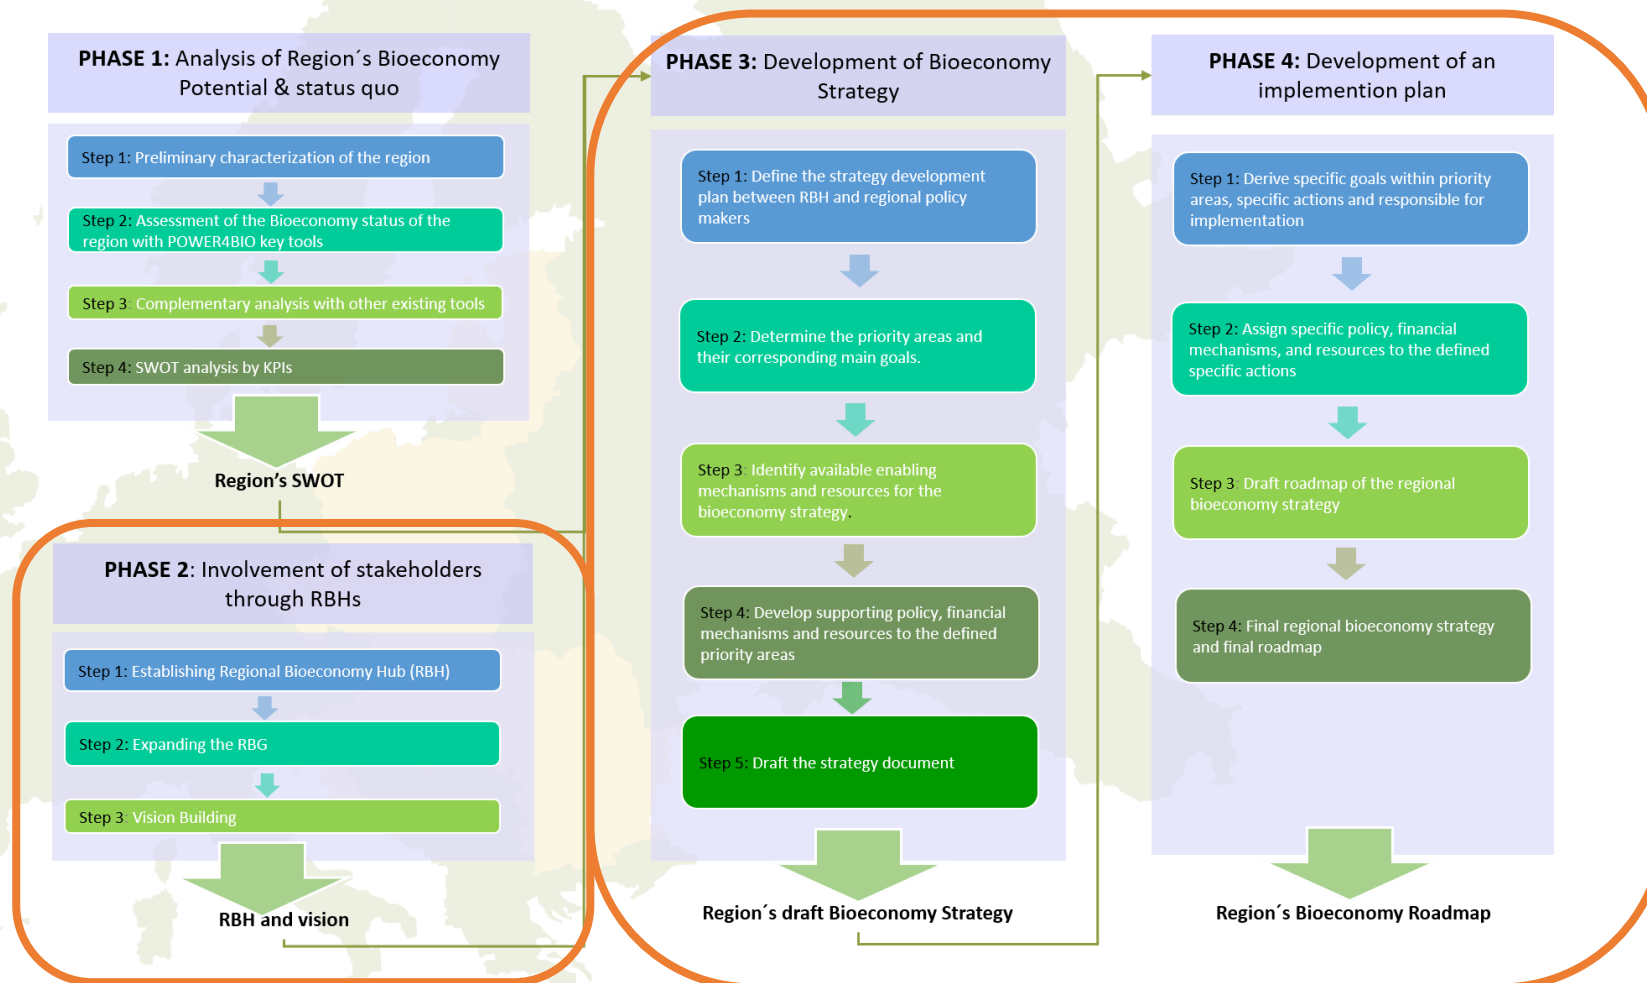 PHASE 1: Analysis of Region´s Bioeconomy
Potential & status quo
Step 1: Preliminary characterization of the region
Step 2: Assessment of the Bioeconomy status of the
region with POWER4BIO key tools
Step 3: Complementary analysis with other existing tools
Step 4: SWOT analysis by KPIs
Region’s SWOT
PHASE 2: Involvement of stakeholders
through RBHs
Step 1: Establishing Regional Bioeconomy Hub (RBH)
Step 2: Expanding the RBG
Step 3: Vision Building
RBH and vision
PHASE 3: Development of Bioeconomy
Strategy
Step 1: Define the strategy development
plan between RBH and regional policy
makers
Step 2: Determine the priority areas and
their corresponding main goals.
Step 3: Identify available enabling
mechanisms and resources for the
bioeconomy strategy.
Step 4: Develop supporting policy, financial
mechanisms and resources to the defined
priority areas
Step 5: Draft the strategy document
Region´s draft Bioeconomy Strategy
PHASE 4: Development of an
implemention plan
Step 1: Derive specific goals within priority
areas, specific actions and responsible for
implementation
Step 2: Assign specific policy, financial
mechanisms, and resources to the defined
specific actions
Step 3: Draft roadmap of the regional
bioeconomy strategy
Step 4: Final regional bioeconomy strategy
and final roadmap
Region´s Bioeconomy Roadmap